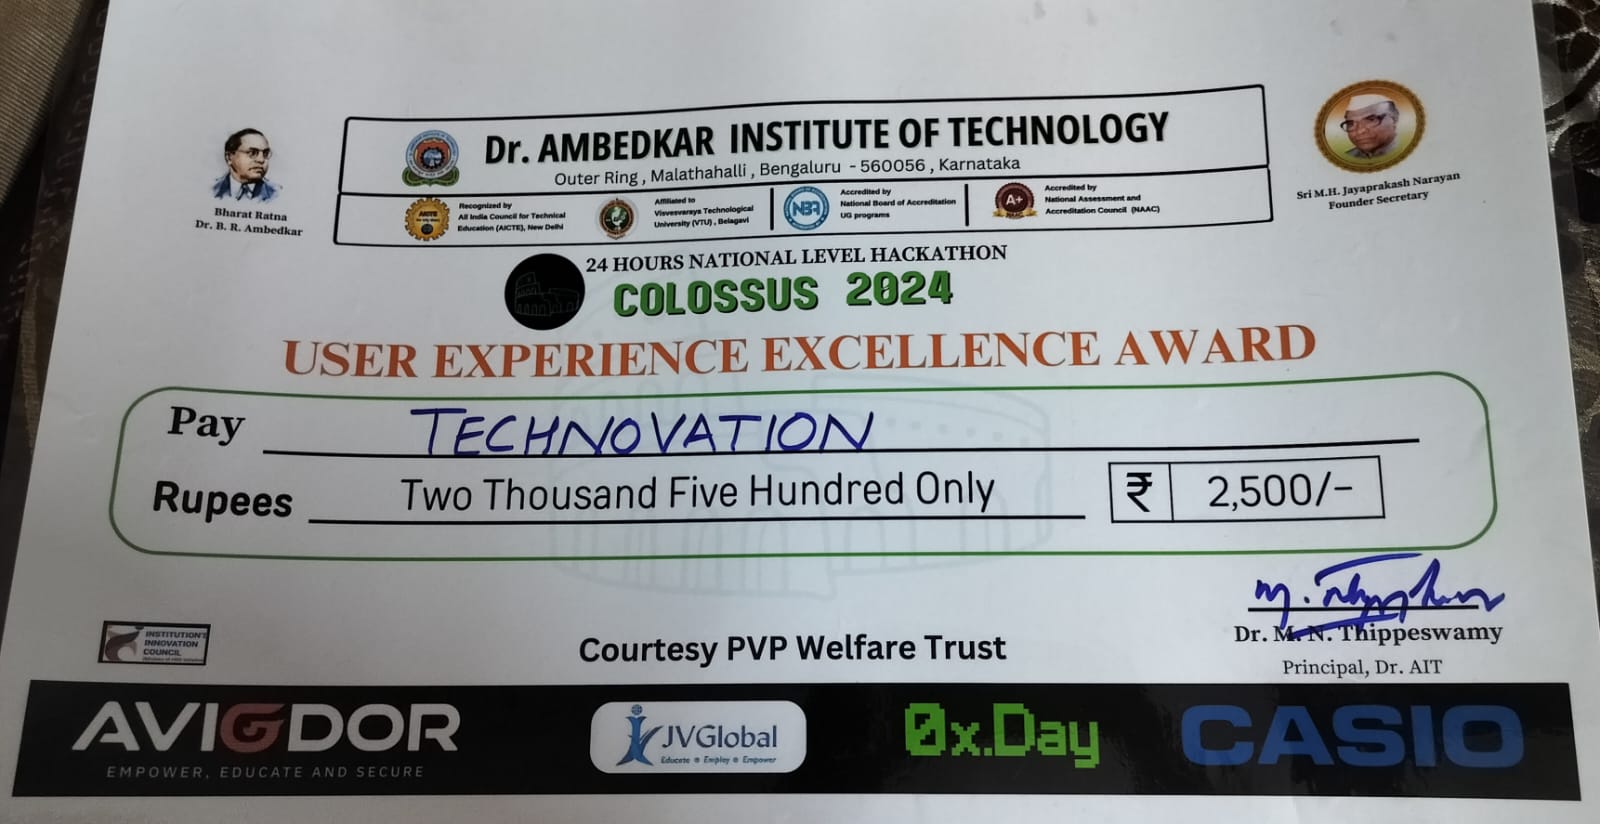 Dr. AMBEDKAR INSTITUTE OF TECHNOLOGY
Outer Ring , Malathahalli , Bengaluru - 560056 , Karnataka
Bharat Ratna
Dr. B. R. Ambedkar
AICTE
Recognized by
All India Council for Technical
Education (AICTE), New Delhi
Affiliated to
Visvesvaraya Technological
University (VTU) , Belagavi
NBA
Accredited by
National Board of Accreditation
UG programs
A+
NAAC
Accredited by
National Assessment and
Accreditation Council (NAAC)
Sri M.H. Jayaprakash Narayan
Founder Secretary
24 HOURS NATIONAL LEVEL HACKATHON
COLOSSUS 2024
USER EXPERIENCE EXCELLENCE AWARD
Pay TECHNOVATION
Rupees Two Thousand Five Hundred Only ₹ 2,500/-
Dr. M. N. Thippeswamy
Principal, Dr. AIT
INSTITUTION'S
INNOVATION
COUNCIL
Courtesy PVP Welfare Trust
AVIGDOR
EMPOWER, EDUCATE AND SECURE
JVGlobal
Educate Employ Empower
0x.Day
CASIO